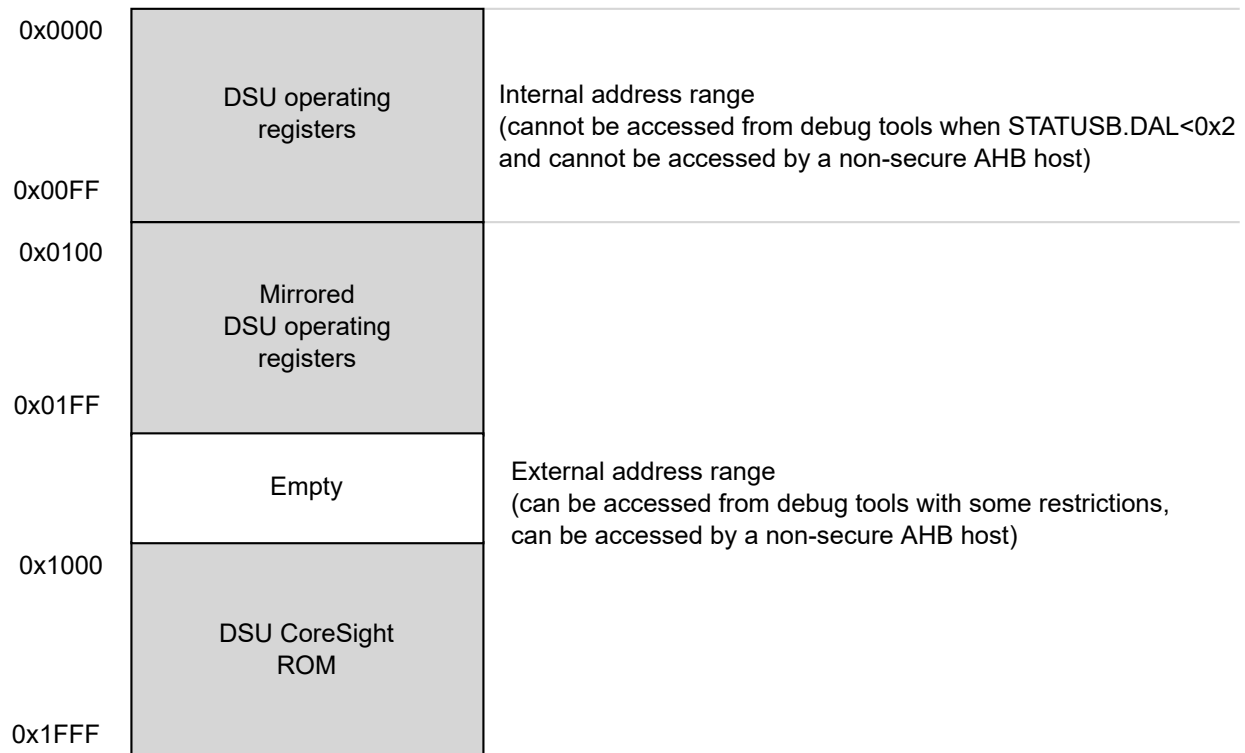 0x0000
DSU operating
registers
Internal address range
(cannot be accessed from debug tools when STATUSB.DAL<0x2
and cannot be accessed by a non-secure AHB host)
0x00FF
0x0100
Mirrored
DSU operating
registers
0x01FF
Empty
External address range
(can be accessed from debug tools with some restrictions,
can be accessed by a non-secure AHB host)
0x1000
DSU CoreSight
ROM
0x1FFF